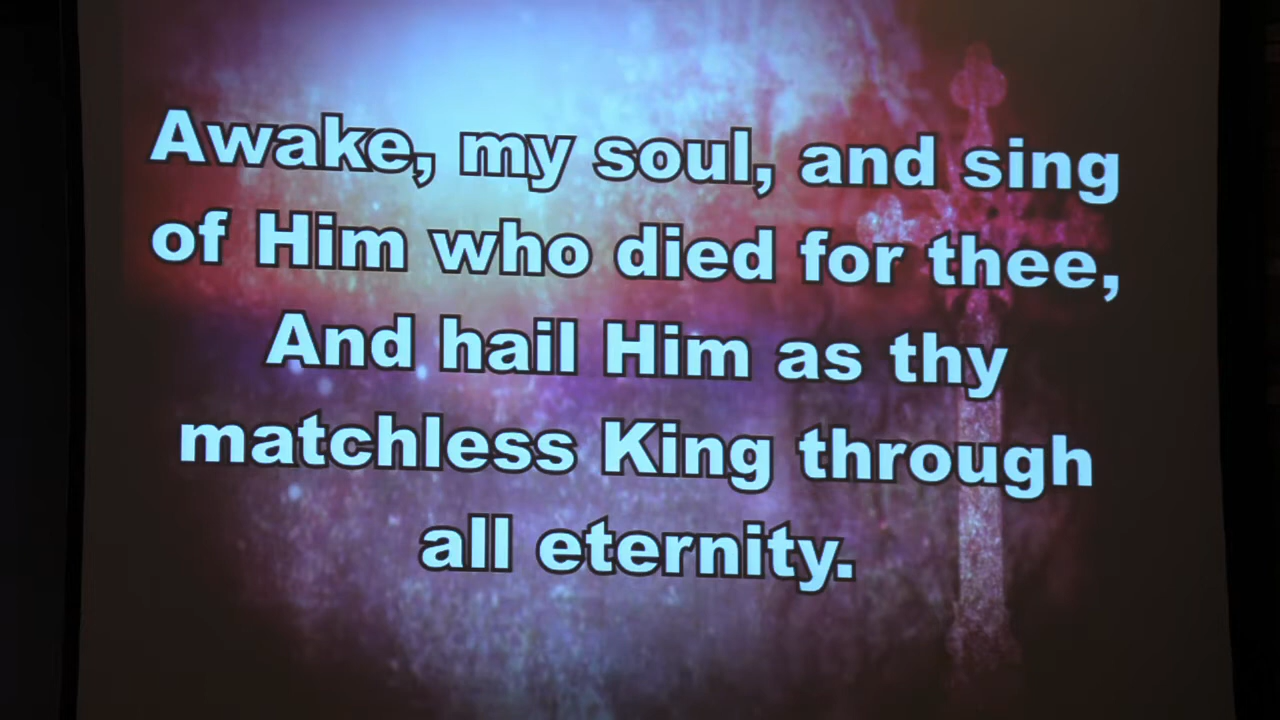 Awake, my soul, and sing
of Him who died for thee,
And hail Him as thy
matchless King through
all eternity.